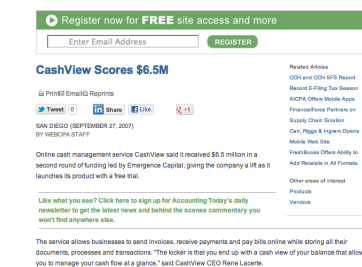 Register now for FREE site access and more
Enter Email Address
REGISTER
CashView Scores $6.5M
Print Email Reprints
Tweet 0
in Share
Like
+1
SAN DIEGO (SEPTEMBER 27, 2007)
BY WEBCPA STAFF
Online cash management service CashView said it received $6.5 million in a
second round of funding led by Emergence Capital, giving the company a lift as it
launches its product with a free trial.
Like what you see? Click here to sign up for Accounting Today's daily
newsletter to get the latest news and behind the scenes commentary you
won't find anywhere else.
The service allows businesses to send invoices, receive payments and pay bills online while storing all their
documents, processes and transactions. "The kicker is that you end up with a cash view of your balance that allow
you to manage your cash flow at a glance," said CashView CEO Rene Lacerte.
Related Articles
CCH and CCH SFS Report
Record E-Filing Tax Season
AICPA Offers Mobile Apps
FinancialForce Partners on
Supply Chain Solution
Carr, Riggs & Ingram Opens
Mobile Web Site
FreshBooks Offers Ability to
Add Receipts in All Formats
Other areas of interest
Products
Vendors